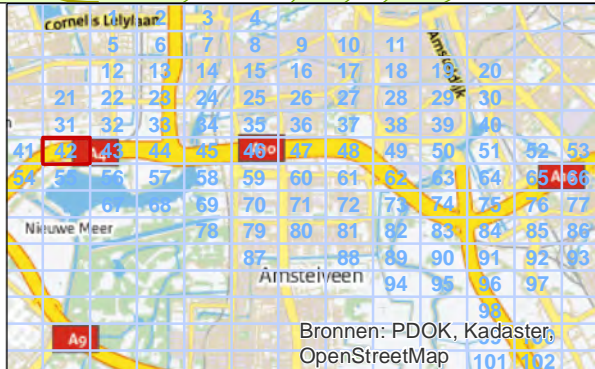 Cornelis Lelylaan
1 2 3 4
5 6 7 8 9 10 11
12 13 14 15 16 17 18 19 20
Amsteldijk
21 22 23 24 25 26 27 28 29 30
31 32 33 34 35 36 37 38 39 40
41 42 43 44 45 46 47 48 49 50 51 52 53
54 55 56 57 58 59 60 61 62 63 64 65 66
67 68 69 70 71 72 73 74 75 76 77
Nieuwe Meer 78 79 80 81 82 83 84 85 86
87 88 89 90 91 92 93
Amstelveen 94 95 96 97
98
Bronnen: PDOK, Kadaster,
A9
OpenStreetMap
101 102